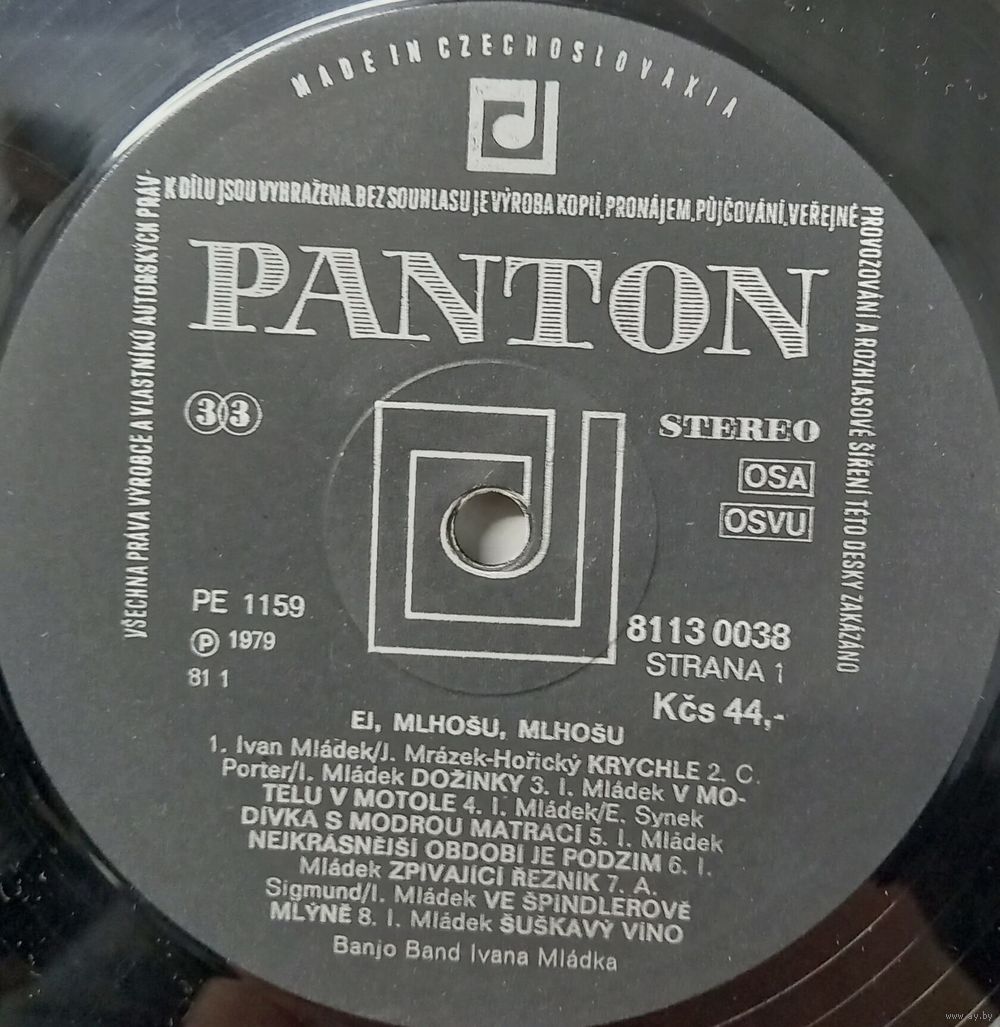 MADE IN CZECHOSLOVAKIA
VŠECHNA PRÁVA VÝROBCE A VLASTNÍKŮ AUTORSKÝCH PRÁV
K DÍLU JSOU VYHRAŽENA. BEZ SOUHLASU JE VÝROBA KOPIÍ, PRONÁJEM, PŮJČOVÁNÍ, VEŘEJNÉ
PROVOZOVÁNÍ A ROZHLASOVÉ ŠÍŘENÍ TÉTO DESKY ZAKÁZÁNO
PANTON
33
STEREO
OSA
OSVU
PE 1159
Ⓟ 1979
81 1
8113 0038
STRANA 1
Kčs 44,-
EJ, MLHOŠU, MLHOŠU
1. Ivan Mládek/J. Mrázek-Hořický KRYCHLE 2. C.
Porter/I. Mládek DOŽINKY 3. I. Mládek V MO-
TELU V MOTOLE 4. I. Mládek/E. Synek
DÍVKA S MODROU MATRACÍ 5. I. Mládek
NEJKRÁSNĚJŠÍ OBDOBÍ JE PODZIM 6. I.
Mládek ZPÍVAJÍCÍ ŘEZNÍK 7. A.
Sigmund/I. Mládek VE ŠPINDLEROVĚ
MLÝNĚ 8. I. Mládek ŠUŠKAVÝ VÍNO
Banjo Band Ivana Mládka
www.ay.by